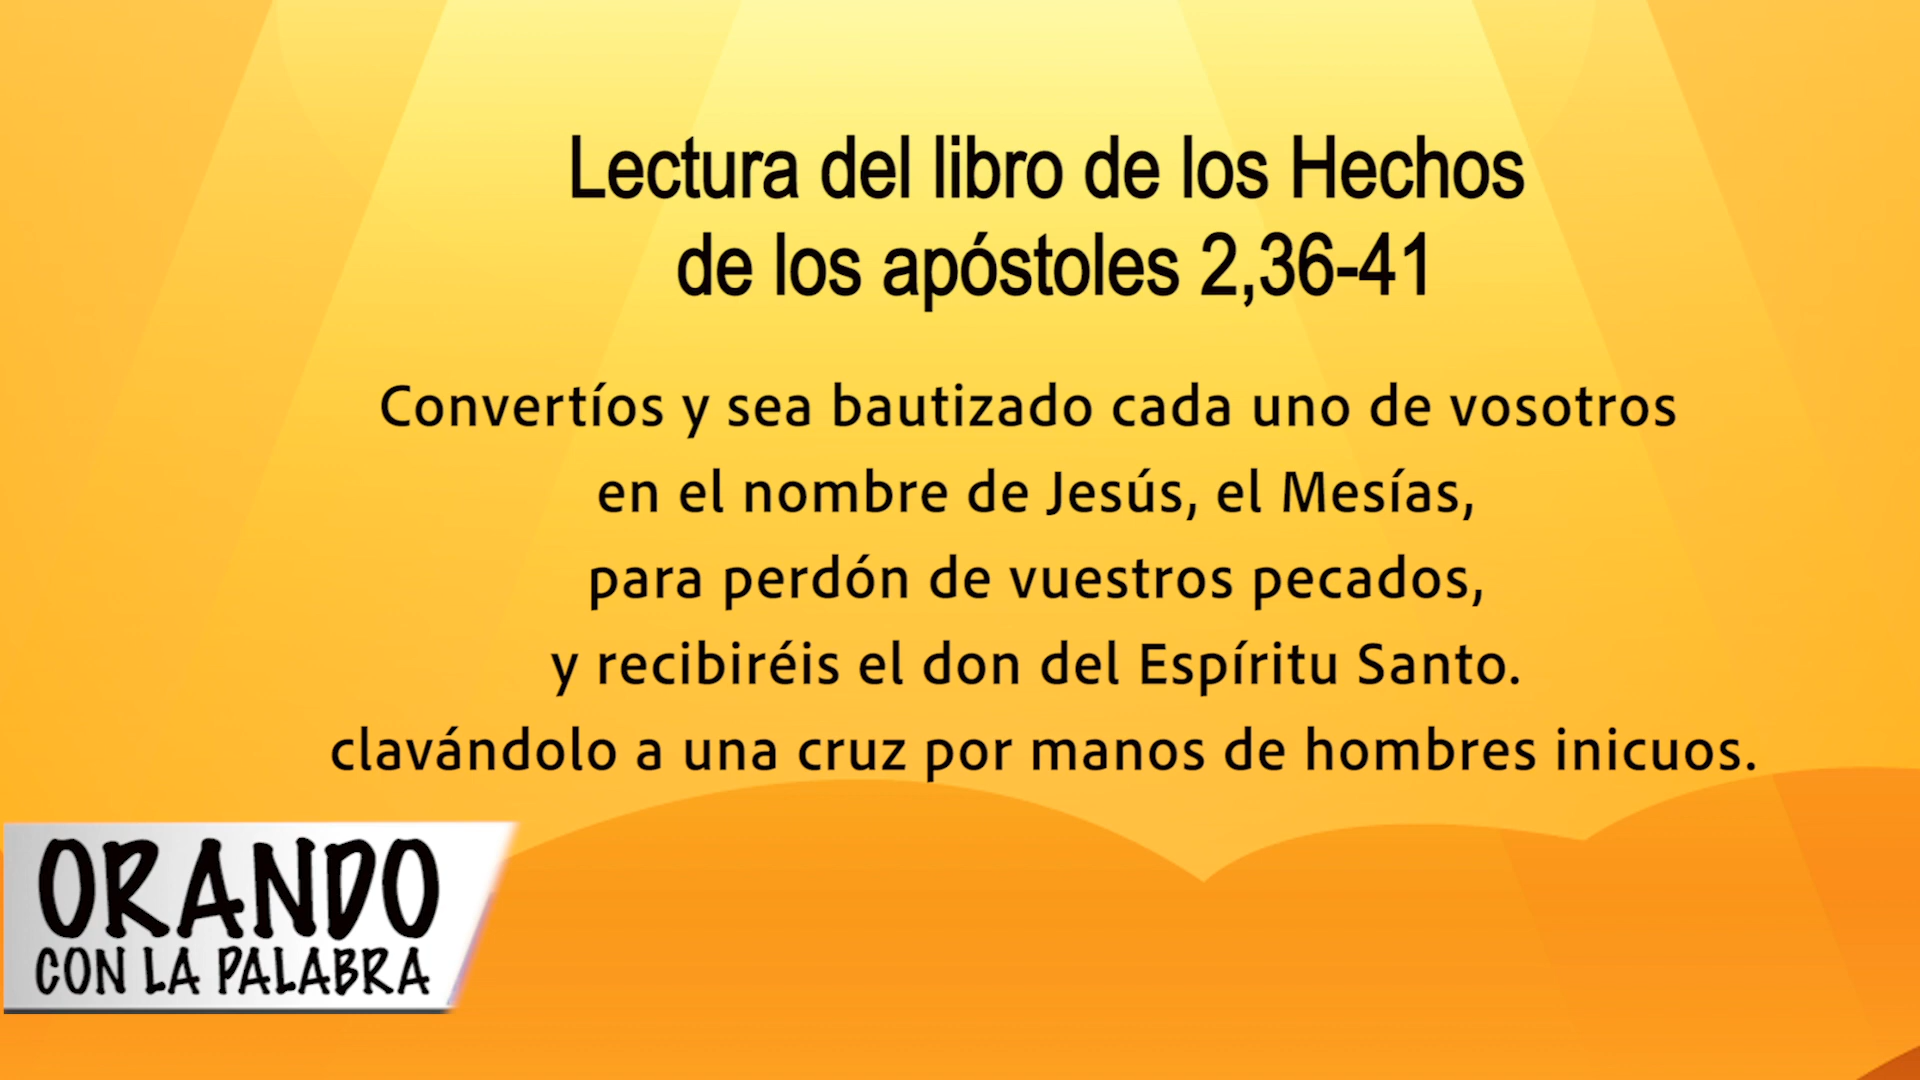 Lectura del libro de los Hechos
de los apóstoles 2,36-41
Convertíos y sea bautizado cada uno de vosotros
en el nombre de Jesús, el Mesías,
para perdón de vuestros pecados,
y recibiréis el don del Espíritu Santo.
clavándolo a una cruz por manos de hombres inicuos.
ORANDO
CON LA PALABRA